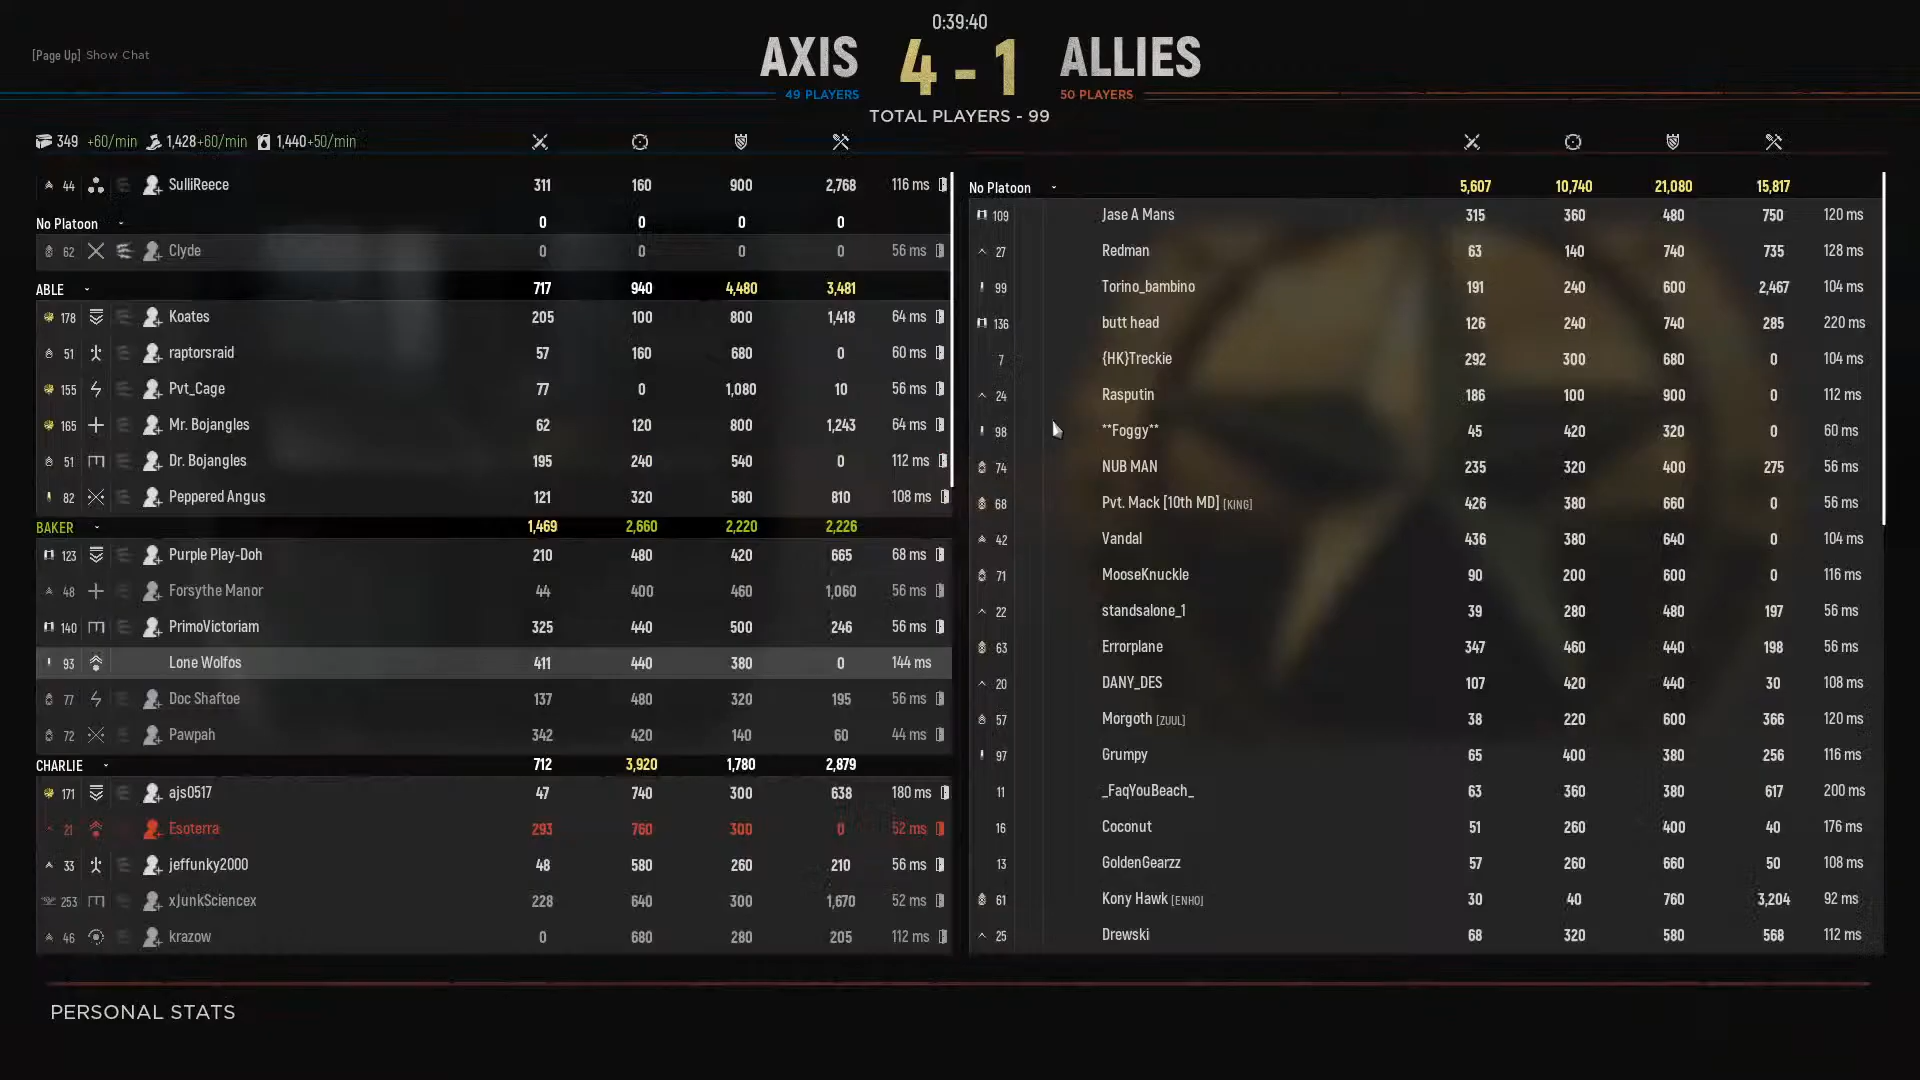 0:39:40
[Page Up] Show Chat
AXIS 4 - 1 ALLIES
49 PLAYERS 50 PLAYERS
TOTAL PLAYERS - 99
349 +60/min 1,428 +60/min 1,440 +50/min
44 SulliReece 311 160 900 2,768 116 ms
No Platoon 0 0 0 0
62 Clyde 0 0 0 0 56 ms
ABLE 717 940 4,480 3,481
178 Koates 205 100 800 1,418 64 ms
51 raptorsraid 57 160 680 0 60 ms
155 Pvt_Cage 77 0 1,080 10 56 ms
165 Mr. Bojangles 62 120 800 1,243 64 ms
51 Dr. Bojangles 195 240 540 0 112 ms
82 Peppered Angus 121 320 580 810 108 ms
BAKER 1,469 2,660 2,220 2,226
123 Purple Play-Doh 210 480 420 665 68 ms
48 Forsythe Manor 44 400 460 1,060 56 ms
140 PrimoVictoriam 325 440 500 246 56 ms
93 Lone Wolfos 411 440 380 0 144 ms
77 Doc Shaftoe 137 480 320 195 56 ms
72 Pawpah 342 420 140 60 44 ms
CHARLIE 712 3,920 1,780 2,879
171 ajs0517 47 740 300 638 180 ms
21 Esoterra 293 760 300 0 52 ms
33 jeffunky2000 48 580 260 210 56 ms
253 xJunkSciencex 228 640 300 1,670 52 ms
46 krazow 0 680 280 205 112 ms
No Platoon 5,607 10,740 21,080 15,817
109 Jase A Mans 315 360 480 750 120 ms
27 Redman 63 140 740 735 128 ms
99 Torino_bambino 191 240 600 2,467 104 ms
136 butt head 126 240 740 285 220 ms
7 {HK}Treckie 292 300 680 0 104 ms
24 Rasputin 186 100 900 0 112 ms
98 **Foggy** 45 420 320 0 60 ms
74 NUB MAN 235 320 400 275 56 ms
68 Pvt. Mack [10th MD] [KING] 426 380 660 0 56 ms
42 Vandal 436 380 640 0 104 ms
71 MooseKnuckle 90 200 600 0 116 ms
22 standsalone_1 39 280 480 197 56 ms
63 Errorplane 347 460 440 198 56 ms
20 DANY_DES 107 420 440 30 108 ms
57 Morgoth [ZUUL] 38 220 600 366 120 ms
97 Grumpy 65 400 380 256 116 ms
11 _FaqYouBeach_ 63 360 380 617 200 ms
16 Coconut 51 260 400 40 176 ms
13 GoldenGearzz 57 260 660 50 108 ms
61 Kony Hawk [ENHO] 30 40 760 3,204 92 ms
25 Drewski 68 320 580 568 112 ms
PERSONAL STATS